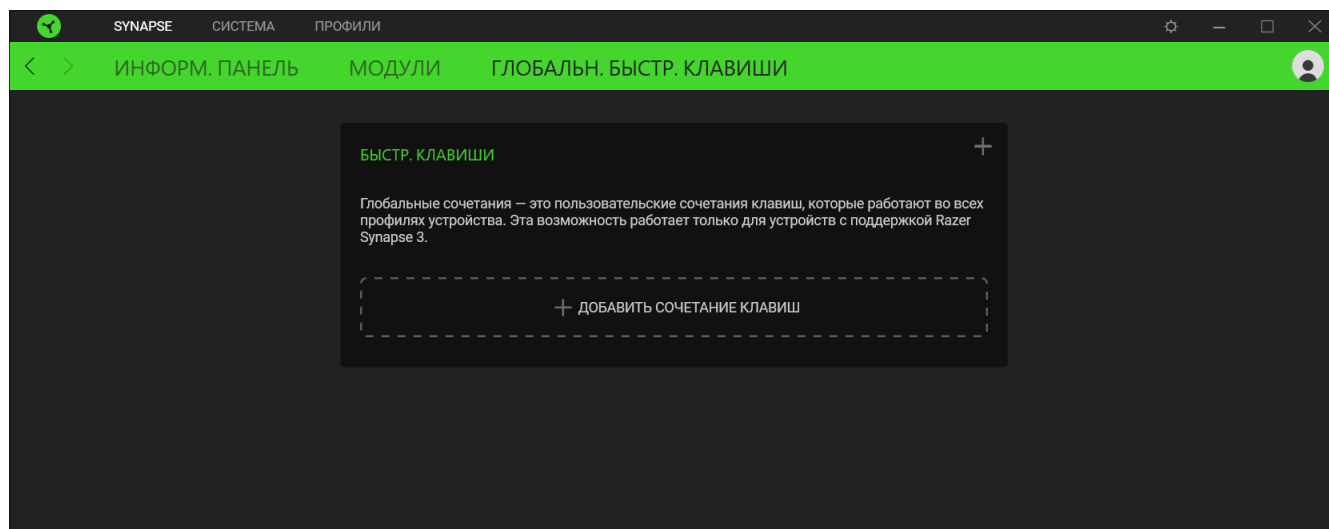 SYNAPSE СИСТЕМА ПРОФИЛИ
ИНФОРМ. ПАНЕЛЬ МОДУЛИ ГЛОБАЛЬН. БЫСТР. КЛАВИШИ
БЫСТР. КЛАВИШИ
Глобальные сочетания — это пользовательские сочетания клавиш, которые работают во всех
профилях устройства. Эта возможность работает только для устройств с поддержкой Razer
Synapse 3.
ДОБАВИТЬ СОЧЕТАНИЕ КЛАВИШ